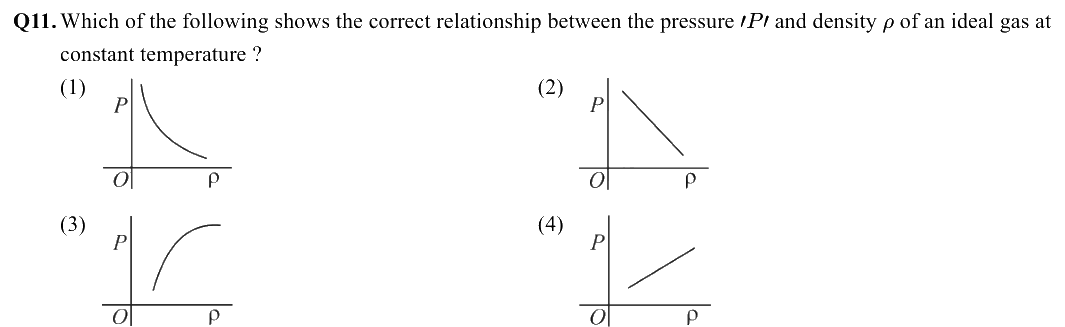 Q11. Which of the following shows the correct relationship between the pressure ′P′ and density ρ of an ideal gas at
constant temperature ?
(1)
P
O
ρ
(2)
P
O
ρ
(3)
P
O
ρ
(4)
P
O
ρ